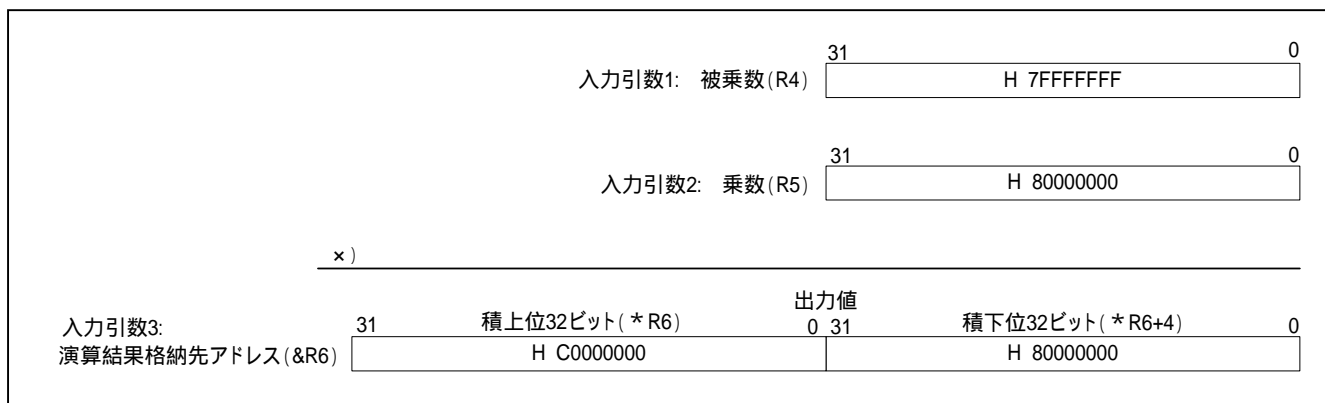 31 0
入力引数1: 被乗数(R4) H 7FFFFFFF
31 0
入力引数2: 乗数(R5) H 80000000
×)
出力値
入力引数3: 31 積上位32ビット(*R6) 0 31 積下位32ビット(*R6+4) 0
演算結果格納先アドレス(&R6) H C0000000 H 80000000